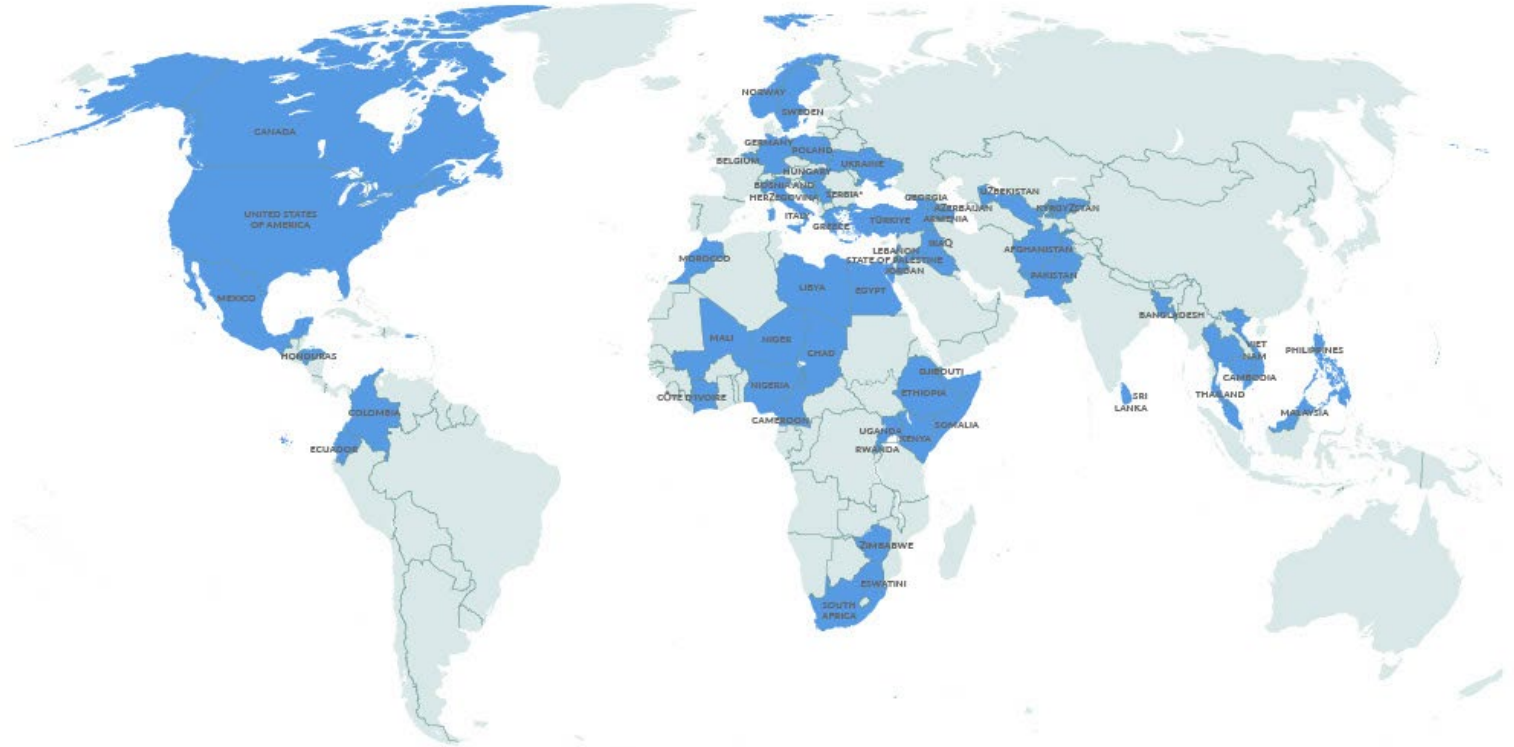 CANADA
UNITED STATES
OF AMERICA
MEXICO
HONDURAS
COLOMBIA
ECUADOR
NORWAY
SWEDEN
GERMANY
POLAND
BELGIUM
UKRAINE
HUNGARY
BOSNIA AND
HERZEGOVINA
SERBIA*
ITALY
GREECE
TÜRKIYE
GEORGIA
AZERBAIJAN
ARMENIA
UZBEKISTAN
KYRGYZSTAN
LEBANON
STATE OF PALESTINE
JORDAN
IRAQ
AFGHANISTAN
PAKISTAN
MOROCCO
LIBYA
EGYPT
MALI
NIGER
CHAD
NIGERIA
CÔTE D'IVOIRE
CAMEROON
DJIBOUTI
ETHIOPIA
SOMALIA
UGANDA
KENYA
RWANDA
ZIMBABWE
ESWATINI
SOUTH
AFRICA
BANGLADESH
SRI
LANKA
VIET
NAM
CAMBODIA
THAILAND
PHILIPPINES
MALAYSIA